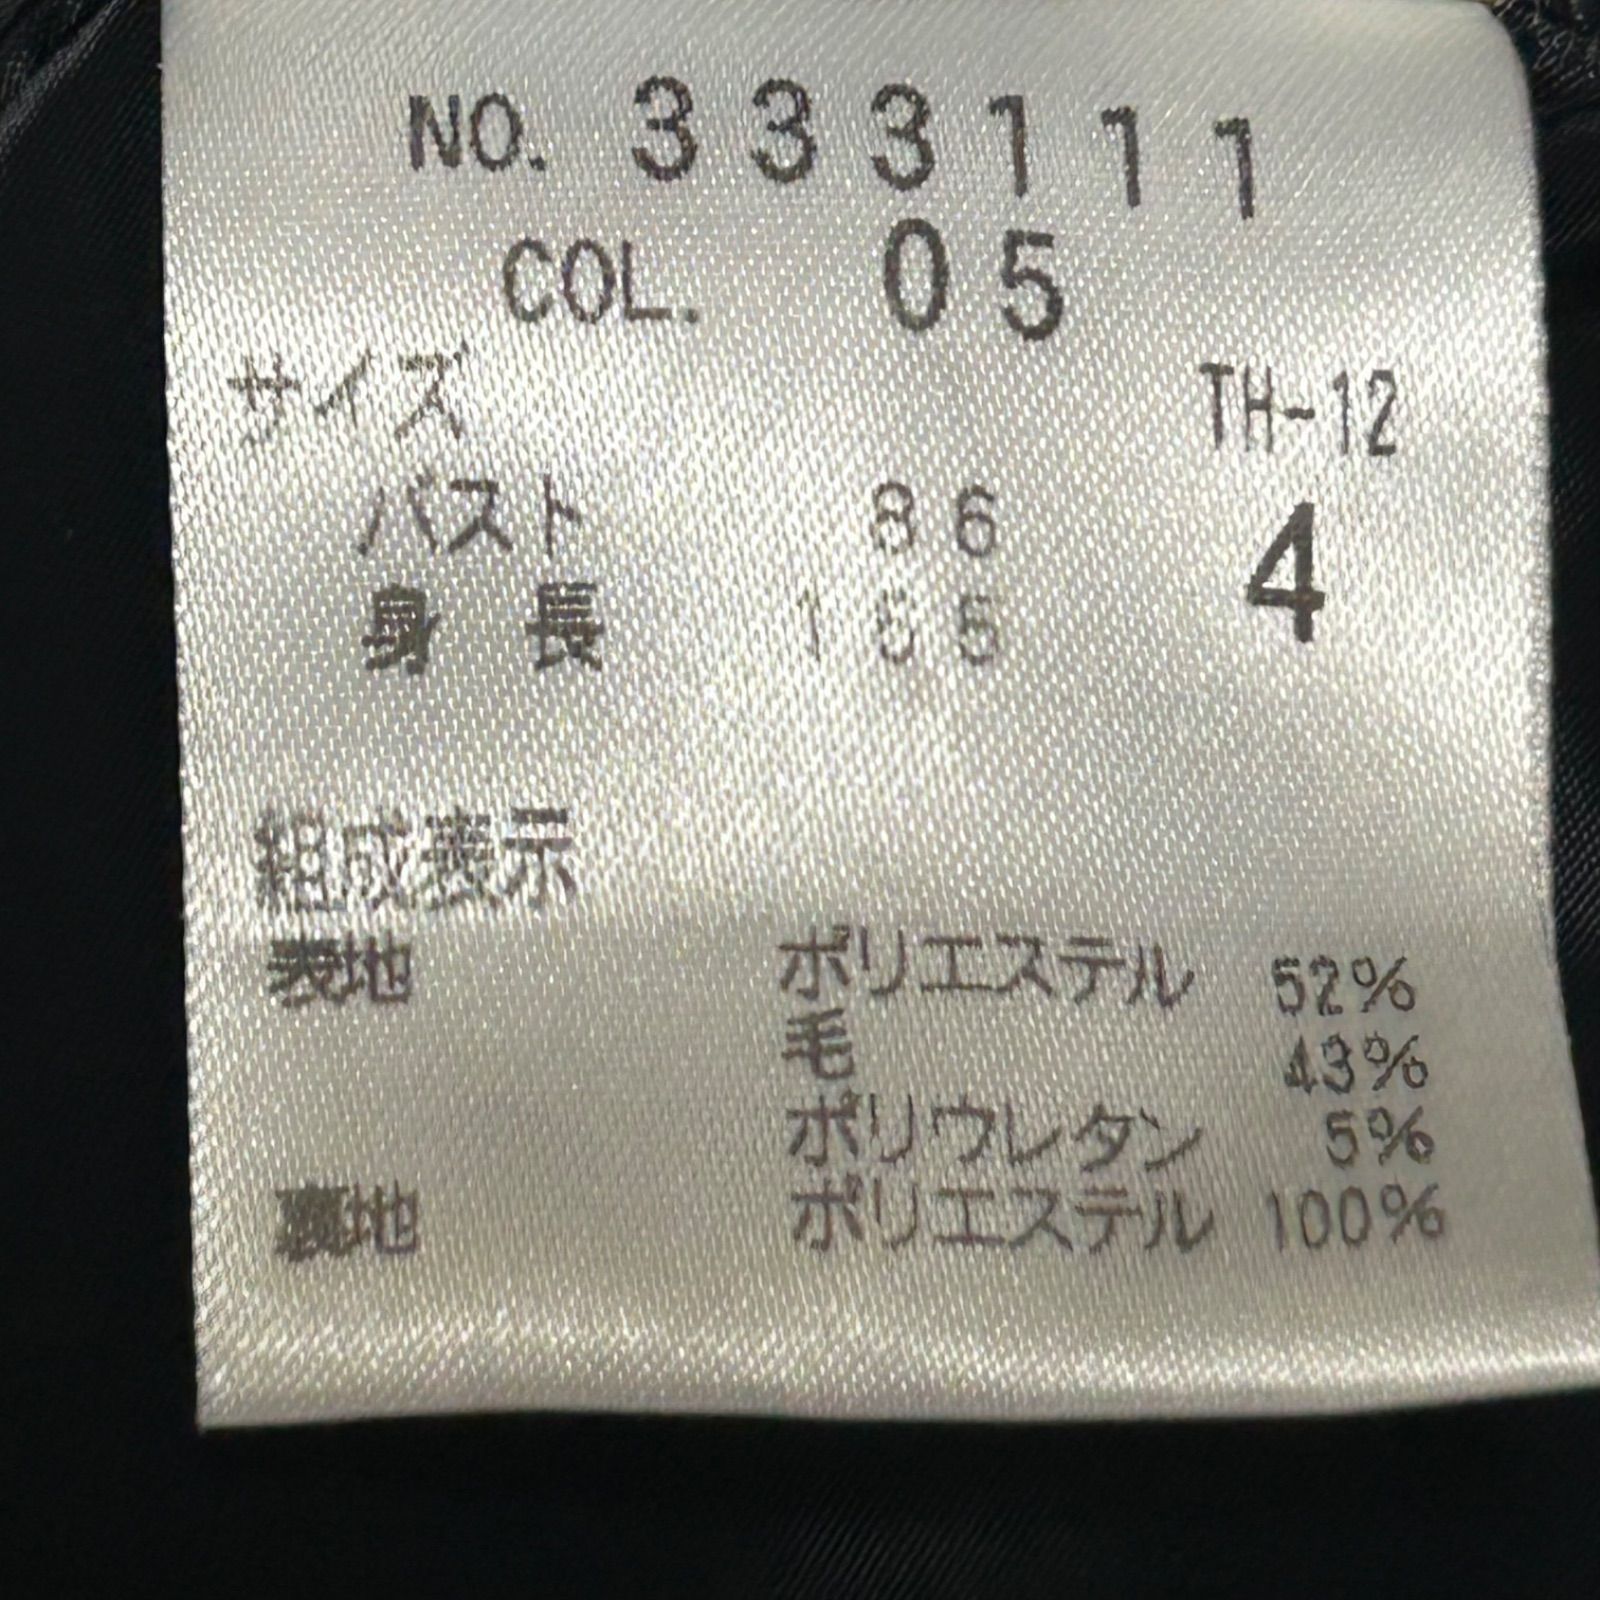 NO. 333111
COL. 05
サイズ TH-12
バスト 86 4
身長 165
組成表示
表地 ポリエステル 52%
毛 43%
ポリウレタン 5%
裏地 ポリエステル 100%